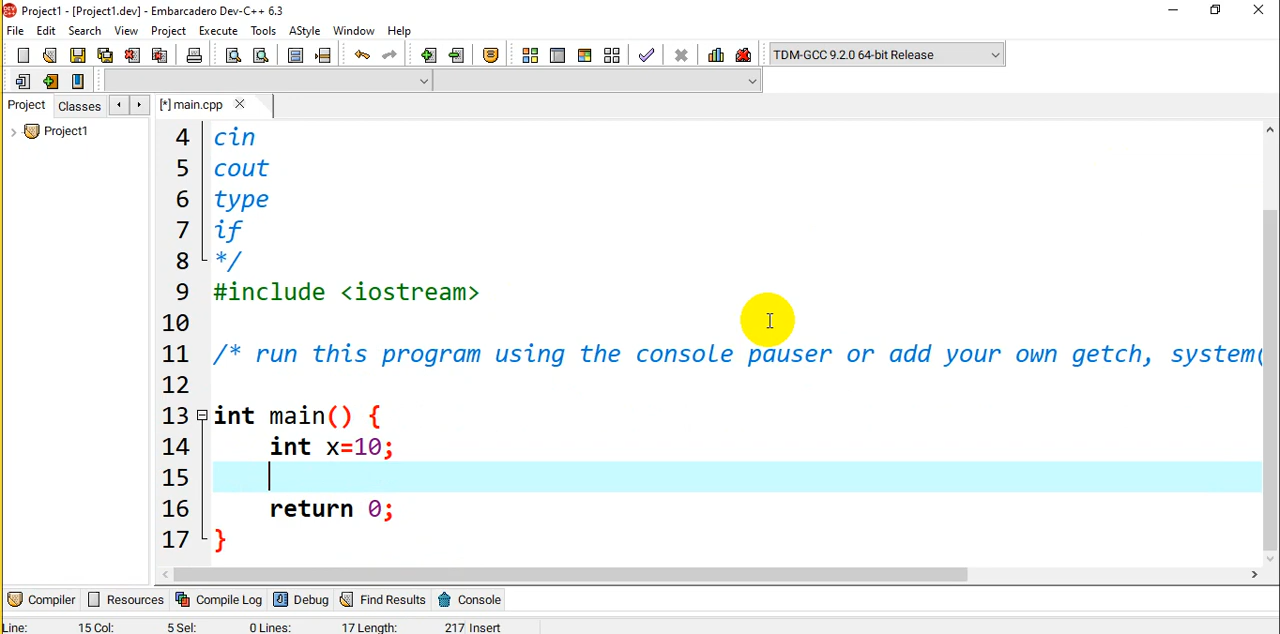 Project1 - [Project1.dev] - Embarcadero Dev-C++ 6.3
File Edit Search View Project Execute Tools AStyle Window Help
TDM-GCC 9.2.0 64-bit Release
Project Classes [*] main.cpp
Project1
4 cin
5 cout
6 type
7 if
8 */
9 #include <iostream>
10
11 /* run this program using the console pauser or add your own getch, system(
12
13 int main() {
14 int x=10;
15
16 return 0;
17 }
Compiler Resources Compile Log Debug Find Results Console
Line: 15 Col: 5 Sel: 0 Lines: 17 Length: 217 Insert